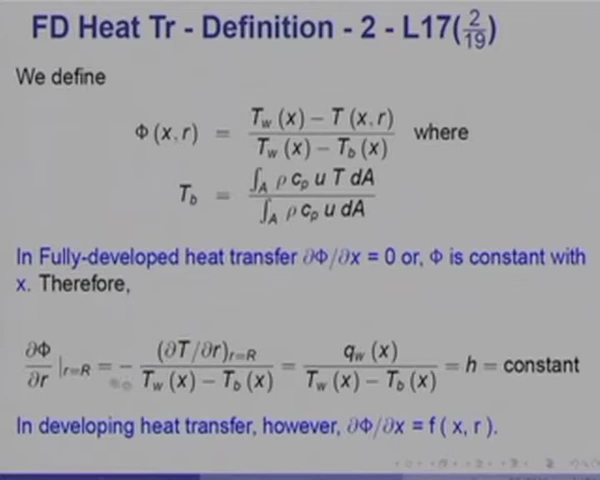 FD Heat Tr - Definition - 2 - L17(2/19)
We define
Φ (x, r) = (T_w (x) − T (x, r)) / (T_w (x) − T_b (x)) where
T_b = (∫_A ρ c_p u T dA) / (∫_A ρ c_p u dA)
In Fully-developed heat transfer ∂Φ/∂x = 0 or, Φ is constant with
x. Therefore,
∂Φ/∂r |_{r=R} = − (∂T/∂r)_{r=R} / (T_w (x) − T_b (x)) = q_w (x) / (T_w (x) − T_b (x)) = h = constant
In developing heat transfer, however, ∂Φ/∂x = f ( x, r ).